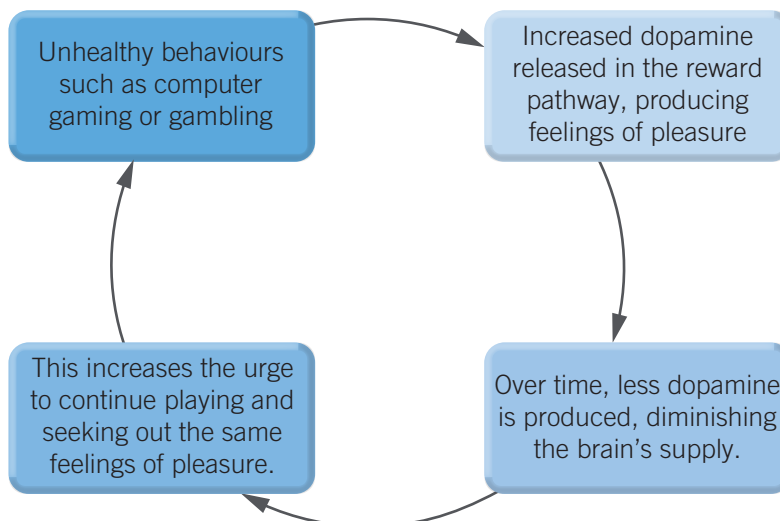 Unhealthy behaviours
such as computer
gaming or gambling
Increased dopamine
released in the reward
pathway, producing
feelings of pleasure
Over time, less dopamine
is produced, diminishing
the brain’s supply.
This increases the urge
to continue playing and
seeking out the same
feelings of pleasure.